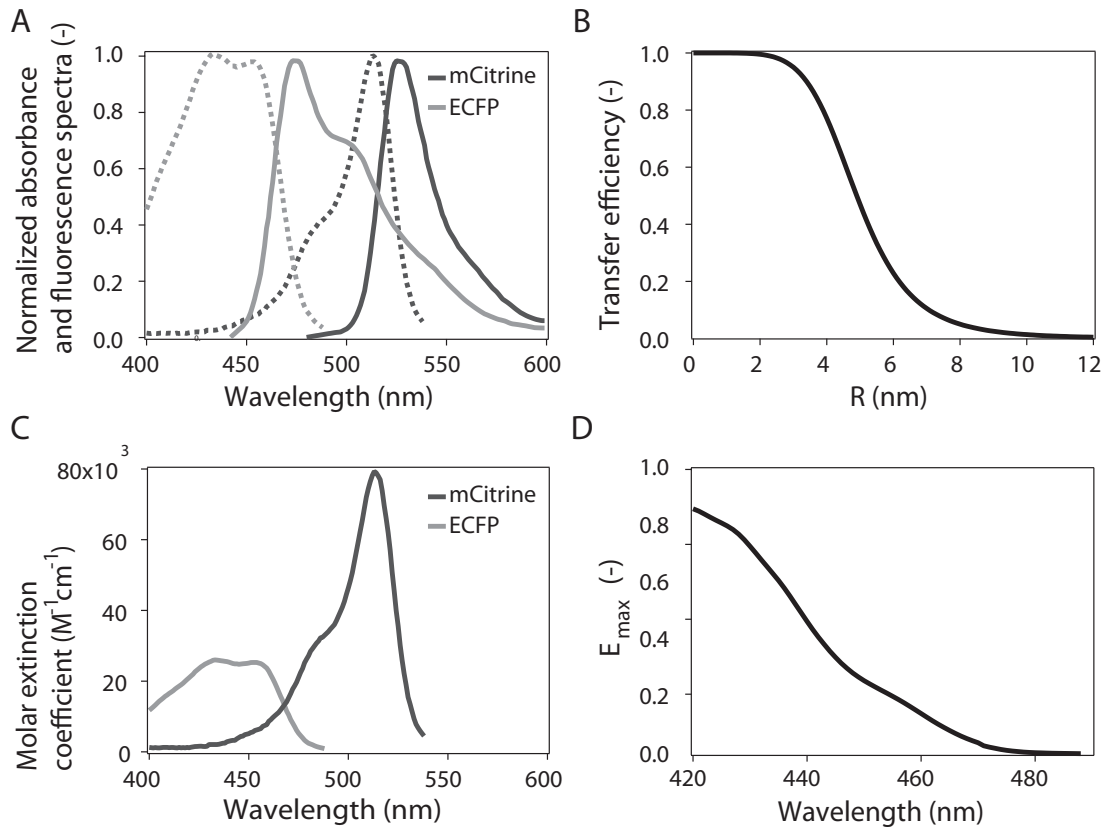 A
Normalized absorbance
and fluorescence spectra (-)
1.0
0.8
0.6
0.4
0.2
0.0
400
450
500
550
600
Wavelength (nm)
mCitrine
ECFP
B
Transfer efficiency (-)
1.0
0.8
0.6
0.4
0.2
0.0
0
2
4
6
8
10
12
R (nm)
C
Molar extinction
coefficient (M⁻¹cm⁻¹)
80x10³
60
40
20
0
400
450
500
550
600
Wavelength (nm)
mCitrine
ECFP
D
Emax (-)
1.0
0.8
0.6
0.4
0.2
0.0
420
440
460
480
Wavelength (nm)